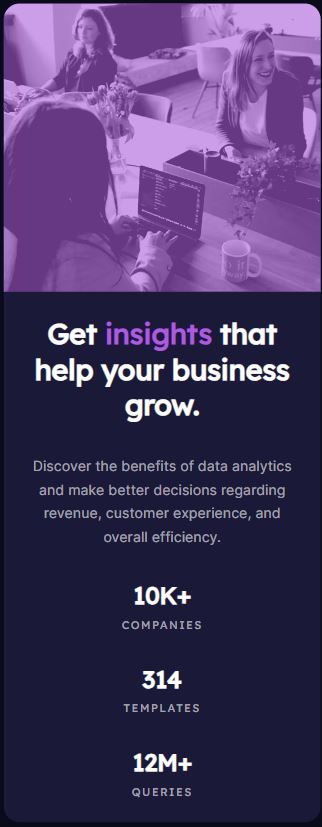 Get insights that
help your business
grow.
Discover the benefits of data analytics
and make better decisions regarding
revenue, customer experience, and
overall efficiency.
10K+
COMPANIES
314
TEMPLATES
12M+
QUERIES